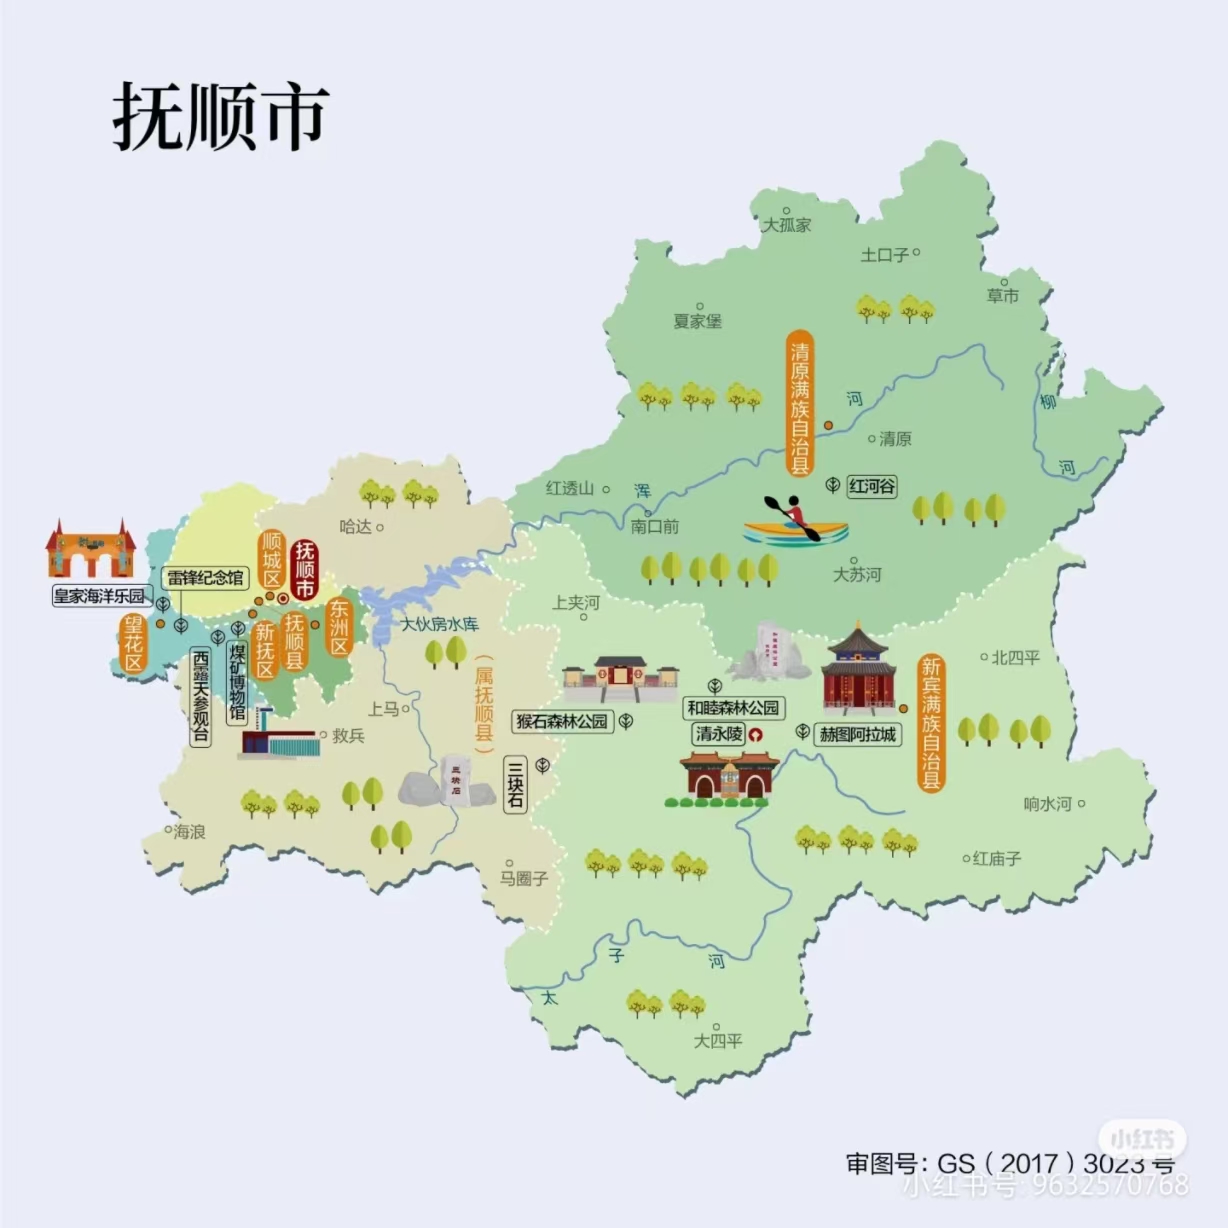 抚顺市
大孤家
土口子
草市
夏家堡
清原满族自治县
河
柳
河
清原
红透山
浑
红河谷
南口前
哈达
大苏河
顺城区
抚顺市
雷锋纪念馆
皇家海洋乐园
望花区
新抚区
抚顺县
东洲区
大伙房水库
上夹河
西露天参观台
煤矿博物馆
上马
救兵
（属抚顺县）
猴石森林公园
和睦森林公园
清永陵
赫图阿拉城
新宾满族自治县
北四平
三块石
三块石
响水河
海浪
马圈子
红庙子
子
河
太
大四平
小红书
审图号：GS（2017）3023 号
小红书号: 9632570768